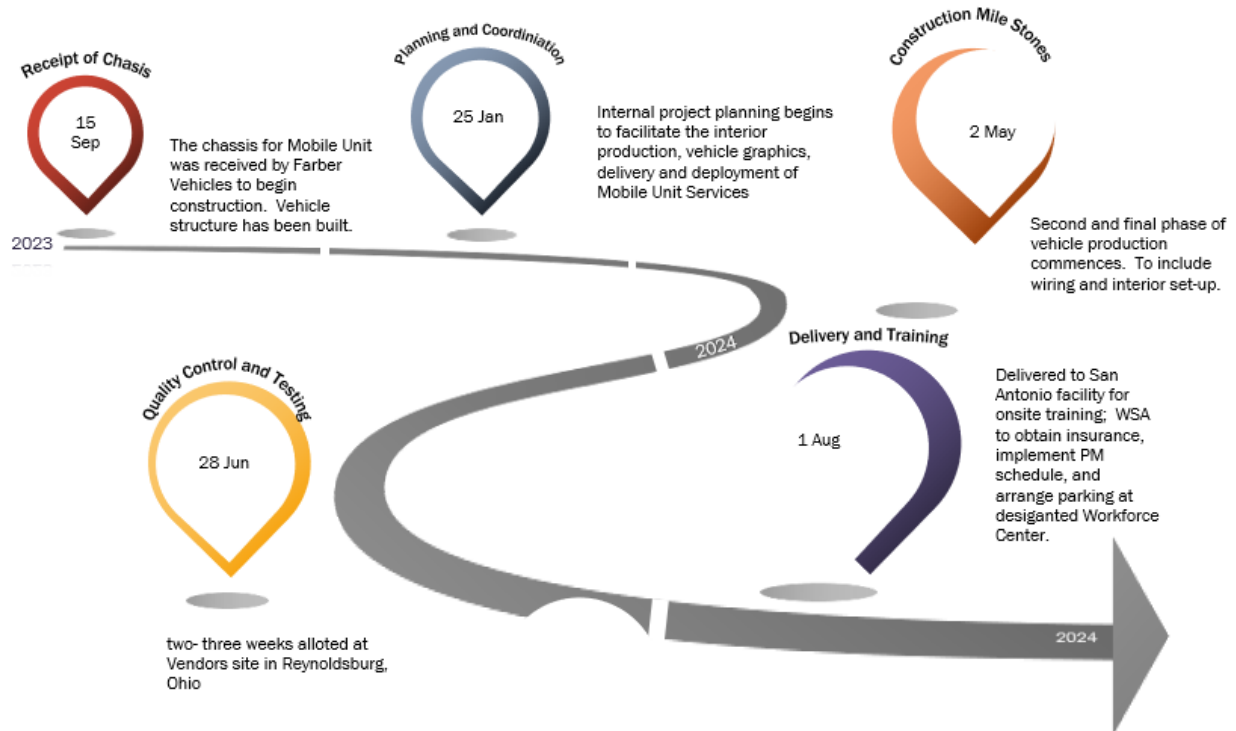 Receipt of Chasis
15
Sep
The chassis for Mobile Unit
was received by Farber
Vehicles to begin
construction. Vehicle
structure has been built.
2023
Planning and Coordiniation
25 Jan
Internal project planning begins
to facilitate the interior
production, vehicle graphics,
delivery and deployment of
Mobile Unit Services
Construction Mile Stones
2 May
Second and final phase of
vehicle production
commences. To include
wiring and interior set-up.
2024
Quality Control and Testing
28 Jun
two- three weeks alloted at
Vendors site in Reynoldsburg,
Ohio
Delivery and Training
1 Aug
Delivered to San
Antonio facility for
onsite training; WSA
to obtain insurance,
implement PM
schedule, and
arrange parking at
desiganted Workforce
Center.
2024